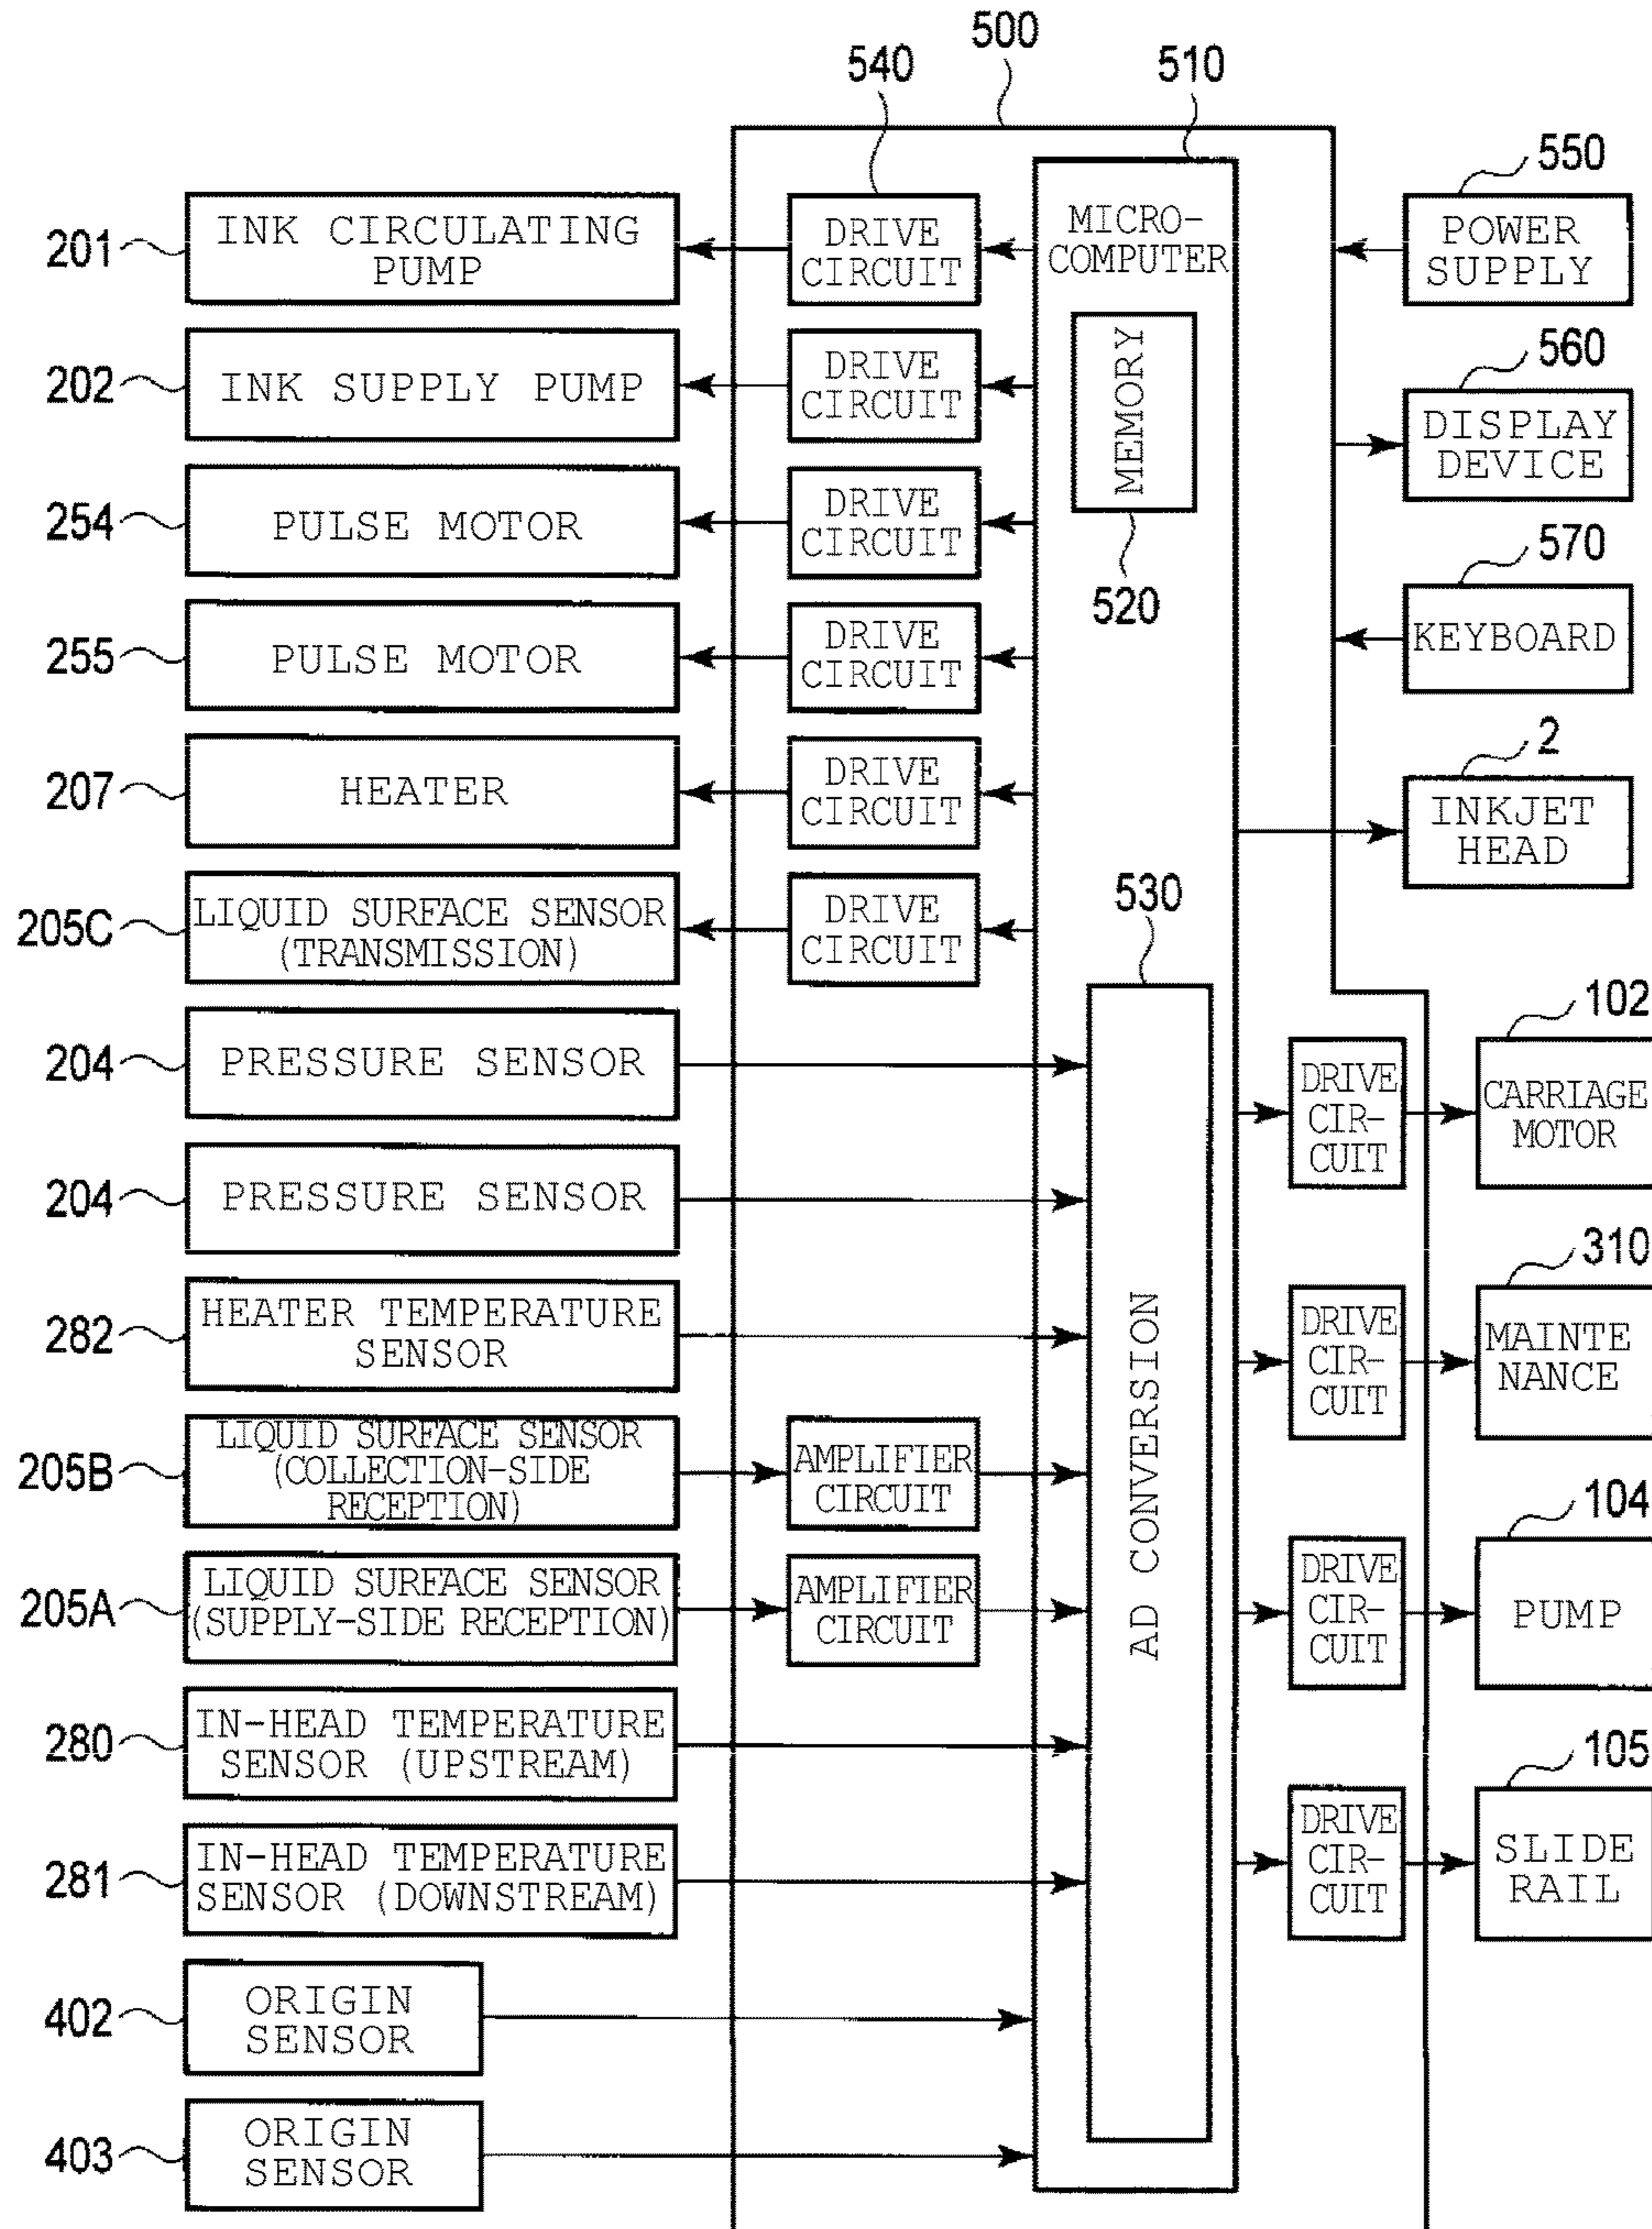 500
540
510
550
201
INK CIRCULATING
PUMP
DRIVE
CIRCUIT
MICRO-
COMPUTER
POWER
SUPPLY
202
INK SUPPLY PUMP
DRIVE
CIRCUIT
MEMORY
520
560
DISPLAY
DEVICE
254
PULSE MOTOR
DRIVE
CIRCUIT
570
KEYBOARD
255
PULSE MOTOR
DRIVE
CIRCUIT
207
HEATER
DRIVE
CIRCUIT
2
INKJET
HEAD
205C
LIQUID SURFACE SENSOR
(TRANSMISSION)
DRIVE
CIRCUIT
530
AD CONVERSION
204
PRESSURE SENSOR
102
DRIVE
CIR-
CUIT
CARRIAGE
MOTOR
204
PRESSURE SENSOR
282
HEATER TEMPERATURE
SENSOR
310
DRIVE
CIR-
CUIT
MAINTE
NANCE
205B
LIQUID SURFACE SENSOR
(COLLECTION-SIDE
RECEPTION)
AMPLIFIER
CIRCUIT
205A
LIQUID SURFACE SENSOR
(SUPPLY-SIDE RECEPTION)
AMPLIFIER
CIRCUIT
104
DRIVE
CIR-
CUIT
PUMP
280
IN-HEAD TEMPERATURE
SENSOR (UPSTREAM)
281
IN-HEAD TEMPERATURE
SENSOR (DOWNSTREAM)
105
DRIVE
CIR-
CUIT
SLIDE
RAIL
402
ORIGIN
SENSOR
403
ORIGIN
SENSOR